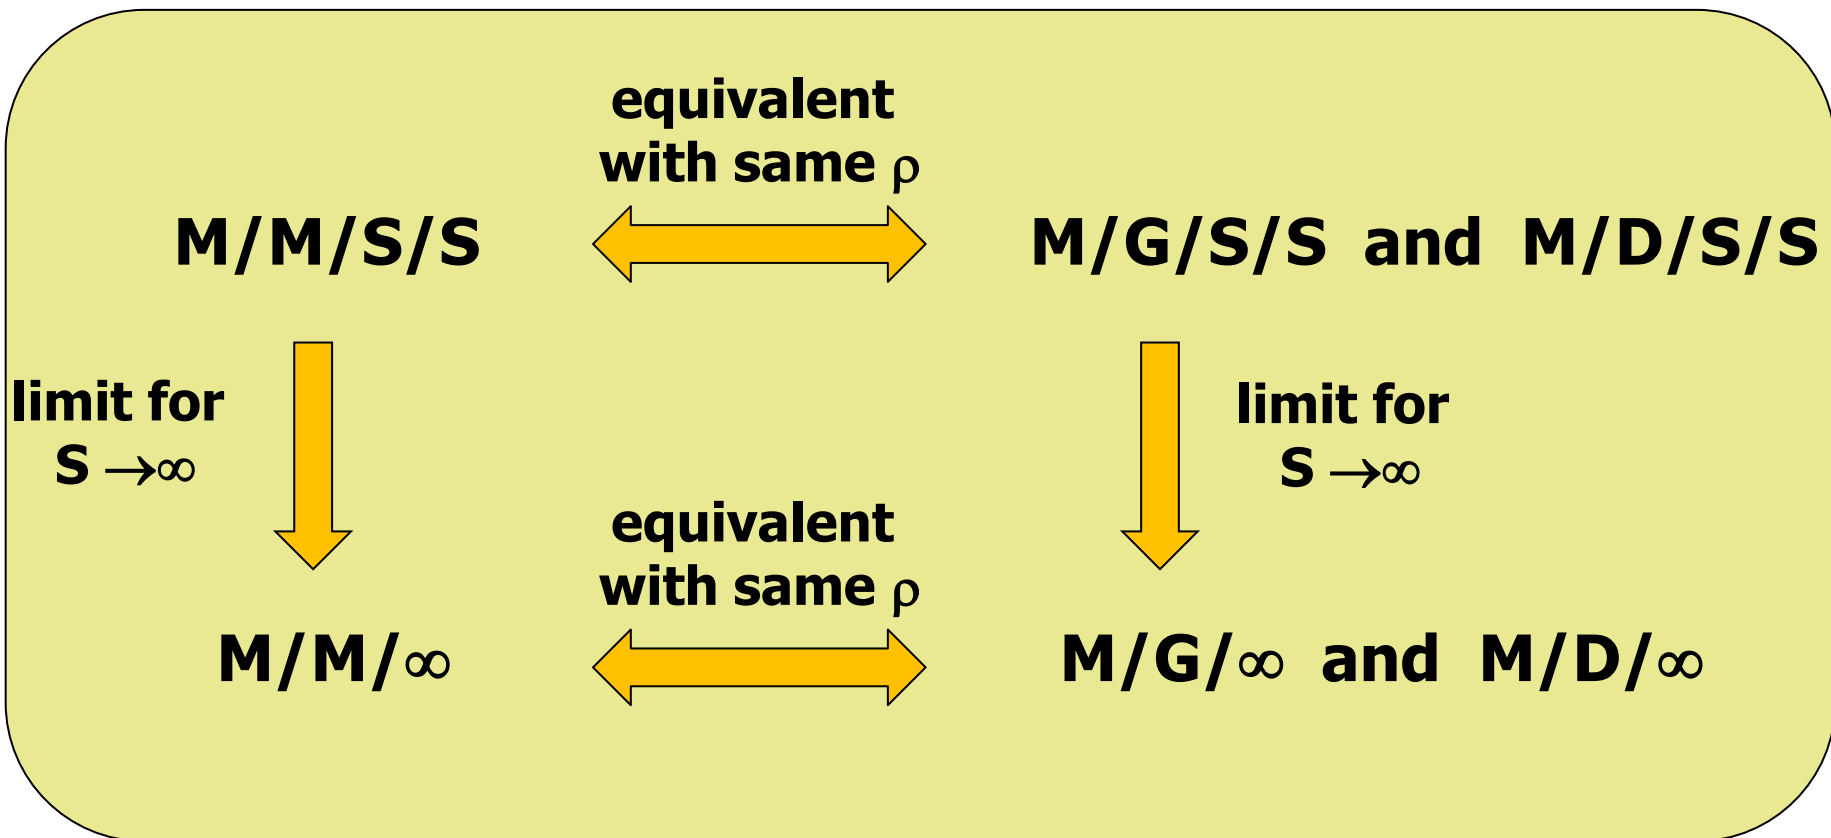 equivalent
with same ρ
M/M/S/S
M/G/S/S and M/D/S/S
limit for
S →∞
limit for
S →∞
equivalent
with same ρ
M/M/∞
M/G/∞ and M/D/∞